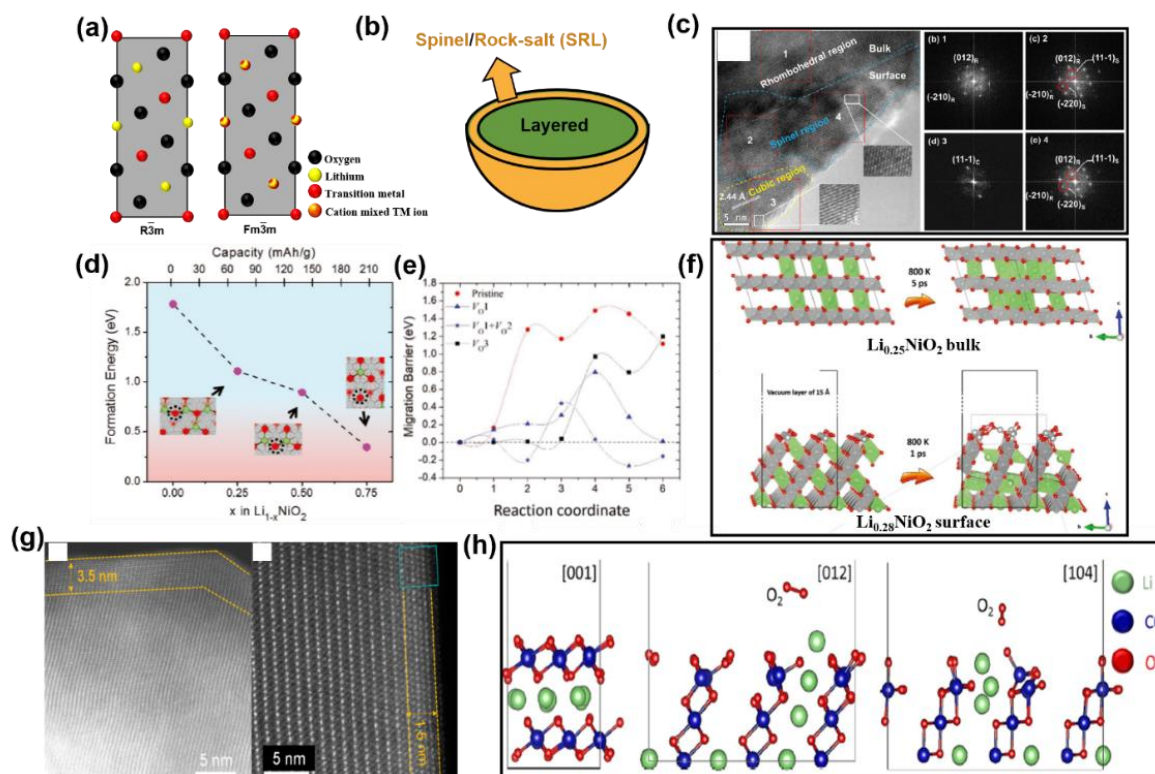 (a)
Oxygen
Lithium
Transition metal
Cation mixed TM ion
R3̅m
Fm3̅m
(b)
Spinel/Rock-salt (SRL)
Layered
(c)
1
Rhombohedral region
Bulk
Surface
4
2
Spinel region
Cubic region
2.44 Å
3
5 nm
(b) 1
(012)R
(-210)R
(c) 2
(012)R
(11-1)S
(-210)R
(-220)S
(d) 3
(11-1)C
(e) 4
(012)R
(11-1)S
(-210)R
(-220)S
(d)
Capacity (mAh/g)
0 30 60 90 120 150 180 210
Formation Energy (eV)
2.0
1.5
1.0
0.5
0.0
0.00 0.25 0.50 0.75
x in Li1-xNiO2
(e)
Migration Barrier (eV)
1.8
1.6
1.4
1.2
1.0
0.8
0.6
0.4
0.2
0.0
-0.2
-0.4
Pristine
VO1
VO1+VO2
VO3
0 1 2 3 4 5 6
Reaction coordinate
(f)
800 K
5 ps
Li0.25NiO2 bulk
Vacuum layer of 15 Å
800 K
1 ps
Li0.28NiO2 surface
(g)
3.5 nm
5 nm
5 nm
(h)
[001]
[012]
O2
[104]
O2
Li
O